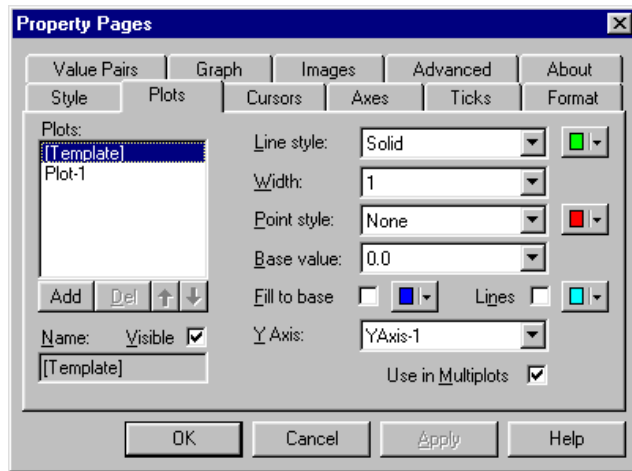 Property Pages
Value Pairs Graph Images Advanced About
Style Plots Cursors Axes Ticks Format
Plots:
[Template]
Plot-1
Add Del
Name: Visible
[Template]
Line style: Solid
Width: 1
Point style: None
Base value: 0.0
Fill to base Lines
Y Axis: YAxis-1
Use in Multiplots
OK Cancel Apply Help